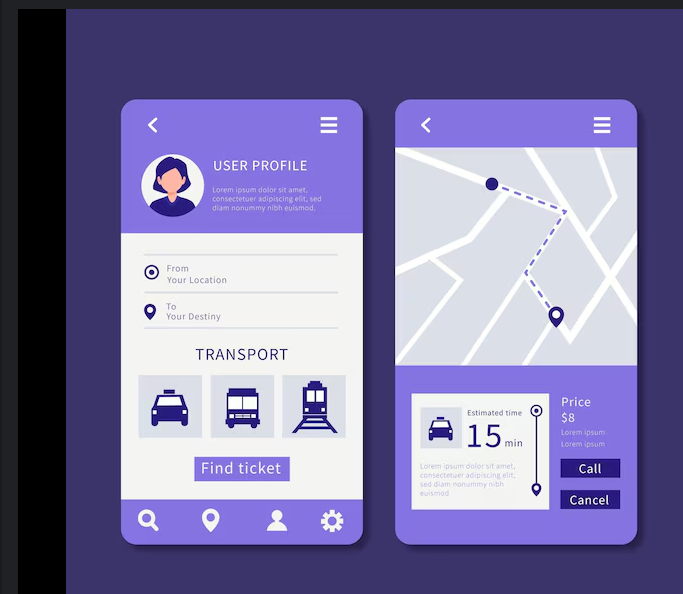 USER PROFILE
Lorem ipsum dolor sit amet,
consectetuer adipiscing elit, sed
diam nonummy nibh euismod.
From
Your Location
To
Your Destiny
TRANSPORT
Find ticket
Estimated time
15 min
Lorem ipsum dolor sit amet,
consectetuer adipiscing elit,
sed diam nonummy nibh
euismod
Price
$8
Lorem ipsum
Lorem ipsum
Call
Cancel